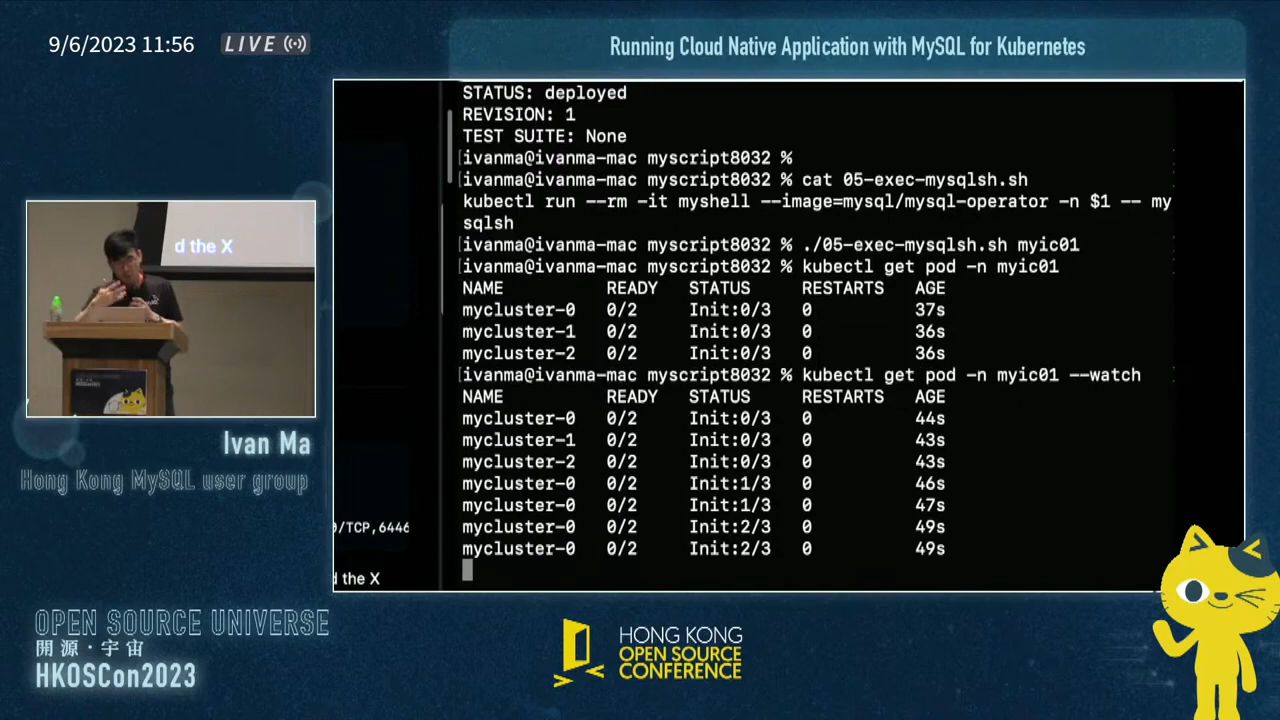 9/6/2023 11:56
LIVE
Running Cloud Native Application with MySQL for Kubernetes
STATUS: deployed
REVISION: 1
TEST SUITE: None
[ivanma@ivanma-mac myscript8032 %
[ivanma@ivanma-mac myscript8032 % cat 05-exec-mysqlsh.sh
kubectl run --rm -it myshell --image=mysql/mysql-operator -n $1 -- my
sqlsh
[ivanma@ivanma-mac myscript8032 % ./05-exec-mysqlsh.sh myic01
[ivanma@ivanma-mac myscript8032 % kubectl get pod -n myic01
NAME READY STATUS RESTARTS AGE
mycluster-0 0/2 Init:0/3 0 37s
mycluster-1 0/2 Init:0/3 0 36s
mycluster-2 0/2 Init:0/3 0 36s
[ivanma@ivanma-mac myscript8032 % kubectl get pod -n myic01 --watch
NAME READY STATUS RESTARTS AGE
mycluster-0 0/2 Init:0/3 0 44s
mycluster-1 0/2 Init:0/3 0 43s
mycluster-2 0/2 Init:0/3 0 43s
mycluster-0 0/2 Init:1/3 0 46s
mycluster-0 0/2 Init:1/3 0 47s
mycluster-0 0/2 Init:2/3 0 49s
mycluster-0 0/2 Init:2/3 0 49s
0/TCP,6446
d the X
d the X
Ivan Ma
Hong Kong MySQL user group
OPEN SOURCE UNIVERSE
開源·宇宙
HKOSCon2023
HONG KONG
OPEN SOURCE
CONFERENCE